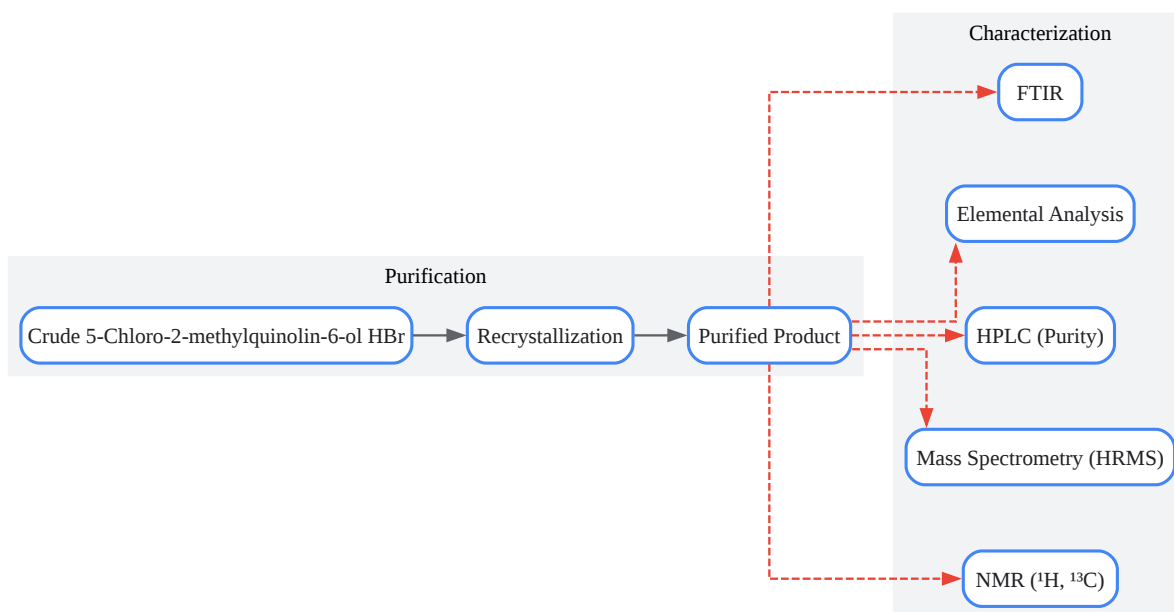 Characterization
FTIR
Elemental Analysis
Purification
Crude 5-Chloro-2-methylquinolin-6-ol HBr
Recrystallization
Purified Product
HPLC (Purity)
Mass Spectrometry (HRMS)
NMR (¹H, ¹³C)